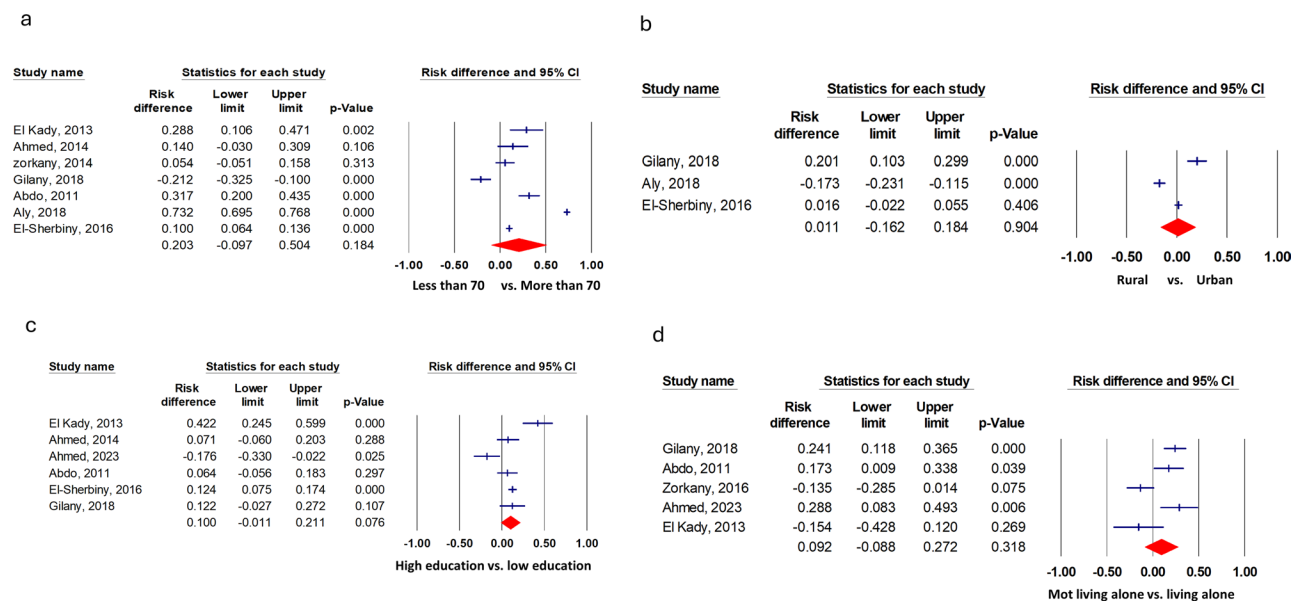 a
Study name Statistics for each study Risk difference and 95% CI
Risk Lower Upper
difference limit limit p-Value
El Kady, 2013 0.288 0.106 0.471 0.002
Ahmed, 2014 0.140 -0.030 0.309 0.106
zorkany, 2014 0.054 -0.051 0.158 0.313
Gilany, 2018 -0.212 -0.325 -0.100 0.000
Abdo, 2011 0.317 0.200 0.435 0.000
Aly, 2018 0.732 0.695 0.768 0.000
El-Sherbiny, 2016 0.100 0.064 0.136 0.000
0.203 -0.097 0.504 0.184
-1.00 -0.50 0.00 0.50 1.00
Less than 70 vs. More than 70
b
Study name Statistics for each study Risk difference and 95% CI
Risk Lower Upper
difference limit limit p-Value
Gilany, 2018 0.201 0.103 0.299 0.000
Aly, 2018 -0.173 -0.231 -0.115 0.000
El-Sherbiny, 2016 0.016 -0.022 0.055 0.406
0.011 -0.162 0.184 0.904
-1.00 -0.50 0.00 0.50 1.00
Rural vs. Urban
c
Study name Statistics for each study Risk difference and 95% CI
Risk Lower Upper
difference limit limit p-Value
El Kady, 2013 0.422 0.245 0.599 0.000
Ahmed, 2014 0.071 -0.060 0.203 0.288
Ahmed, 2023 -0.176 -0.330 -0.022 0.025
Abdo, 2011 0.064 -0.056 0.183 0.297
El-Sherbiny, 2016 0.124 0.075 0.174 0.000
Gilany, 2018 0.122 -0.027 0.272 0.107
0.100 -0.011 0.211 0.076
-1.00 -0.50 0.00 0.50 1.00
High education vs. low education
d
Study name Statistics for each study Risk difference and 95% CI
Risk Lower Upper
difference limit limit p-Value
Gilany, 2018 0.241 0.118 0.365 0.000
Abdo, 2011 0.173 0.009 0.338 0.039
Zorkany, 2016 -0.135 -0.285 0.014 0.075
Ahmed, 2023 0.288 0.083 0.493 0.006
El Kady, 2013 -0.154 -0.428 0.120 0.269
0.092 -0.088 0.272 0.318
-1.00 -0.50 0.00 0.50 1.00
Mot living alone vs. living alone